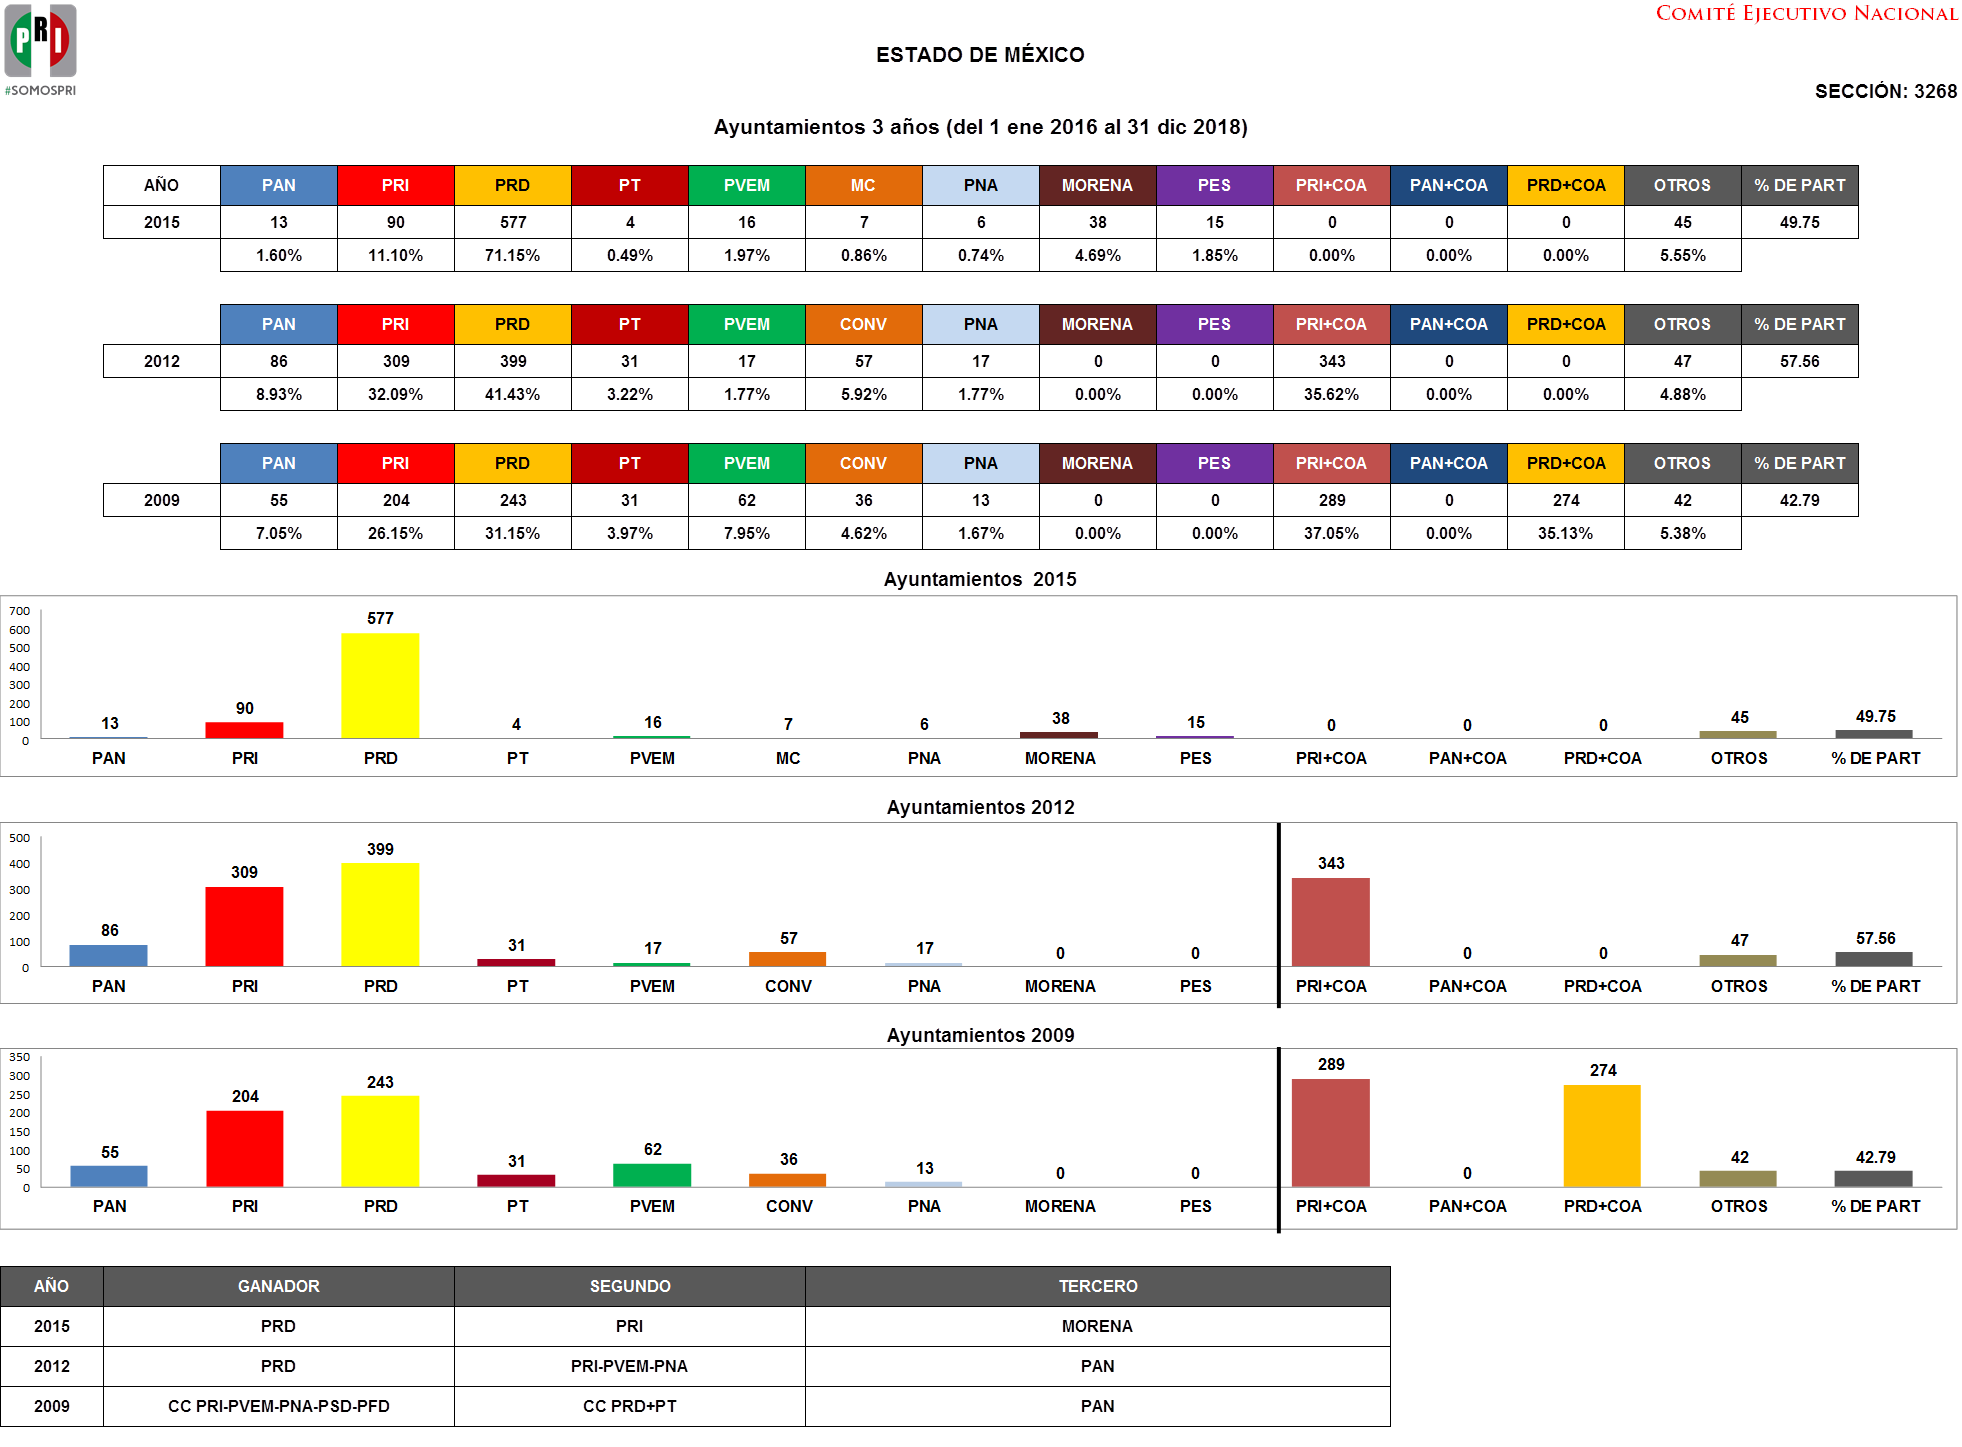 PRI
#SOMOSPRI
COMITÉ EJECUTIVO NACIONAL
ESTADO DE MÉXICO
SECCIÓN: 3268
Ayuntamientos 3 años (del 1 ene 2016 al 31 dic 2018)
AÑO PAN PRI PRD PT PVEM MC PNA MORENA PES PRI+COA PAN+COA PRD+COA OTROS % DE PART
2015 13 90 577 4 16 7 6 38 15 0 0 0 45 49.75
1.60% 11.10% 71.15% 0.49% 1.97% 0.86% 0.74% 4.69% 1.85% 0.00% 0.00% 0.00% 5.55%
PAN PRI PRD PT PVEM CONV PNA MORENA PES PRI+COA PAN+COA PRD+COA OTROS % DE PART
2012 86 309 399 31 17 57 17 0 0 343 0 0 47 57.56
8.93% 32.09% 41.43% 3.22% 1.77% 5.92% 1.77% 0.00% 0.00% 35.62% 0.00% 0.00% 4.88%
PAN PRI PRD PT PVEM CONV PNA MORENA PES PRI+COA PAN+COA PRD+COA OTROS % DE PART
2009 55 204 243 31 62 36 13 0 0 289 0 274 42 42.79
7.05% 26.15% 31.15% 3.97% 7.95% 4.62% 1.67% 0.00% 0.00% 37.05% 0.00% 35.13% 5.38%
Ayuntamientos 2015
700
600
500
400
300
200
100
0
13 90 577 4 16 7 6 38 15 0 0 0 45 49.75
PAN PRI PRD PT PVEM MC PNA MORENA PES PRI+COA PAN+COA PRD+COA OTROS % DE PART
Ayuntamientos 2012
500
400
300
200
100
0
86 309 399 31 17 57 17 0 0 343 0 0 47 57.56
PAN PRI PRD PT PVEM CONV PNA MORENA PES PRI+COA PAN+COA PRD+COA OTROS % DE PART
Ayuntamientos 2009
350
300
250
200
150
100
50
0
55 204 243 31 62 36 13 0 0 289 0 274 42 42.79
PAN PRI PRD PT PVEM CONV PNA MORENA PES PRI+COA PAN+COA PRD+COA OTROS % DE PART
AÑO GANADOR SEGUNDO TERCERO
2015 PRD PRI MORENA
2012 PRD PRI-PVEM-PNA PAN
2009 CC PRI-PVEM-PNA-PSD-PFD CC PRD+PT PAN